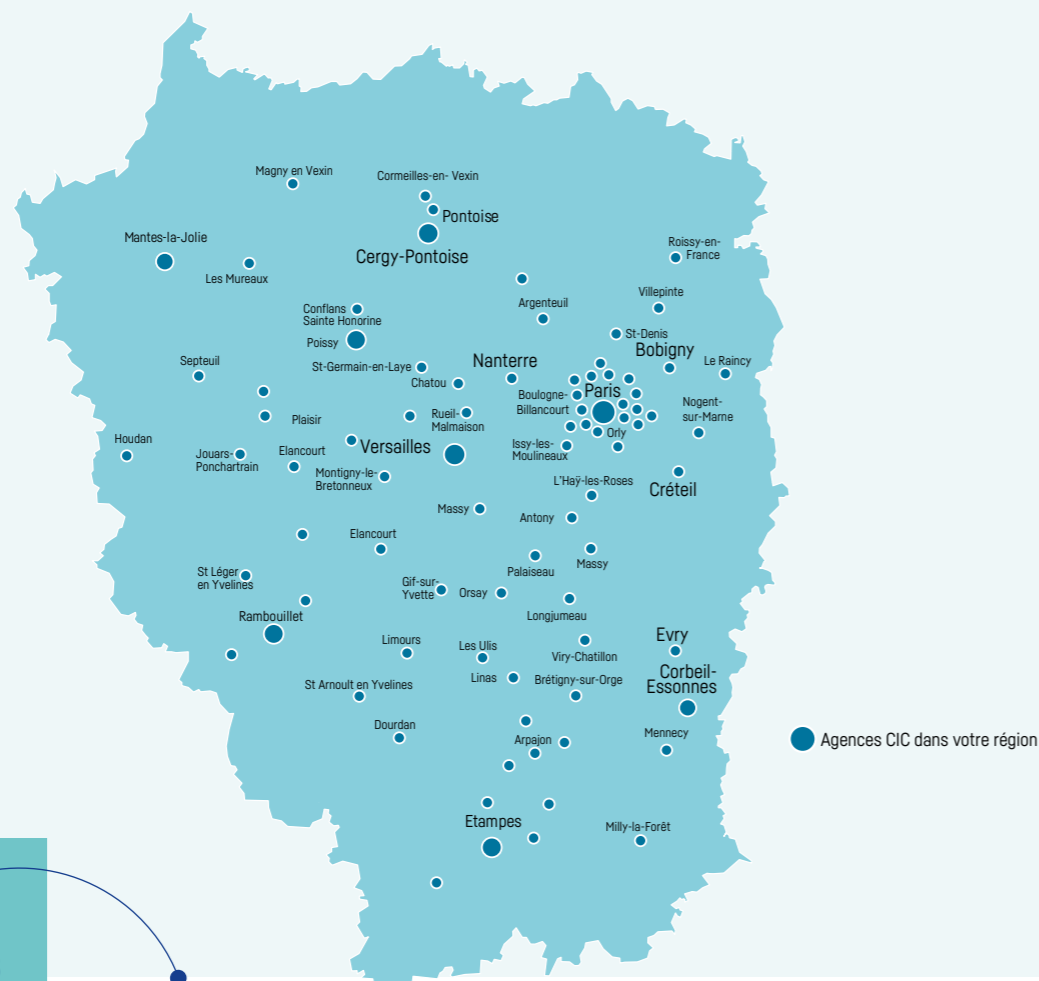 Magny en Vexin
Cormeilles-en- Vexin
Pontoise
Mantes-la-Jolie
Cergy-Pontoise
Roissy-en-
France
Les Mureaux
Villepinte
Argenteuil
Conflans
Sainte Honorine
Poissy
St-Denis
Bobigny
Nanterre
Le Raincy
Septeuil
St-Germain-en-Laye
Chatou
Paris
Boulogne-
Billancourt
Nogent-
sur-Marne
Plaisir
Rueil-
Malmaison
Orly
Houdan
Versailles
Issy-les-
Moulineaux
Jouars-
Ponchartrain
Elancourt
Montigny-le-
Bretonneux
L'Haÿ-les-Roses
Créteil
Massy
Antony
Elancourt
Massy
Palaiseau
St Léger
en Yvelines
Gif-sur-
Yvette
Orsay
Longjumeau
Rambouillet
Evry
Limours
Les Ulis
Viry-Chatillon
Corbeil-
Essonnes
Linas
Brétigny-sur-Orge
St Arnoult en Yvelines
Dourdan
Arpajon
Mennecy
Agences CIC dans votre région
Etampes
Milly-la-Forêt